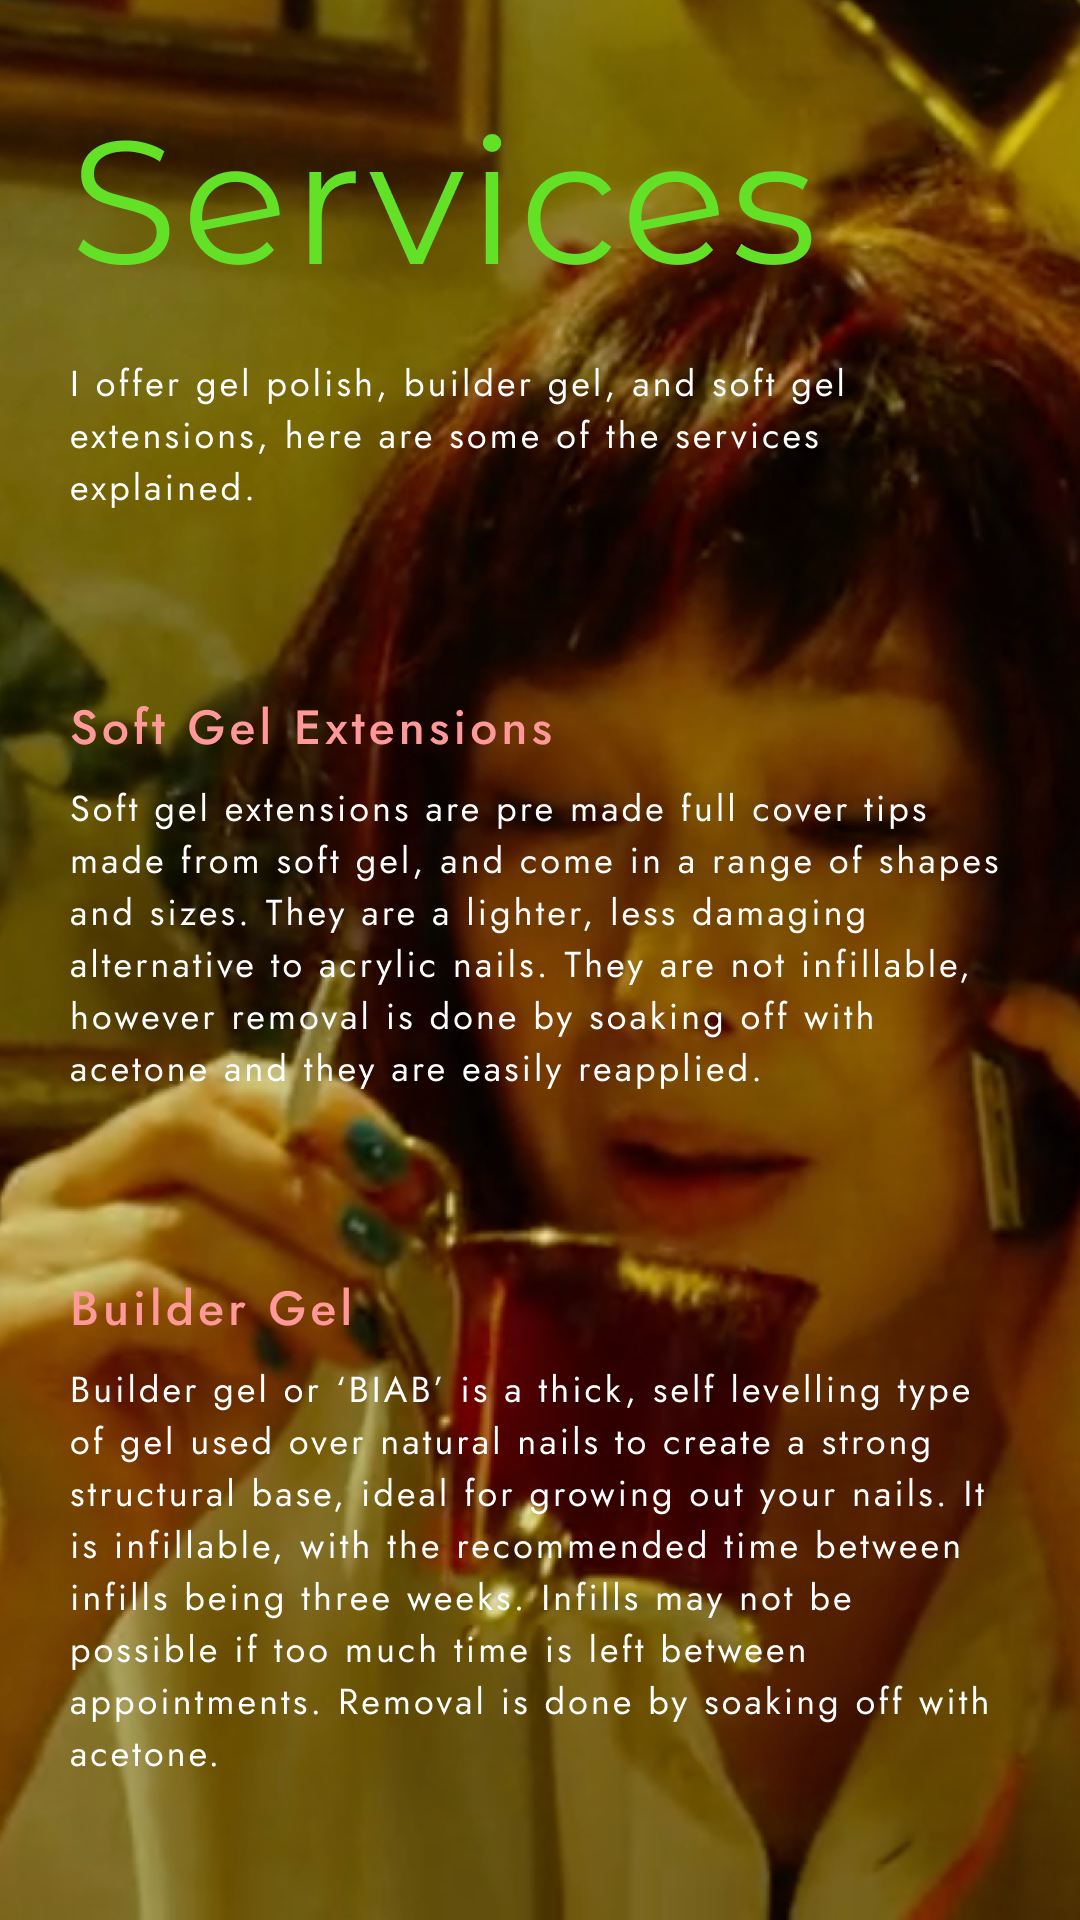 Services
I offer gel polish, builder gel, and soft gel
extensions, here are some of the services
explained.
Soft Gel Extensions
Soft gel extensions are pre made full cover tips
made from soft gel, and come in a range of shapes
and sizes. They are a lighter, less damaging
alternative to acrylic nails. They are not infillable,
however removal is done by soaking off with
acetone and they are easily reapplied.
Builder Gel
Builder gel or ‘BIAB’ is a thick, self levelling type
of gel used over natural nails to create a strong
structural base, ideal for growing out your nails. It
is infillable, with the recommended time between
infills being three weeks. Infills may not be
possible if too much time is left between
appointments. Removal is done by soaking off with
acetone.